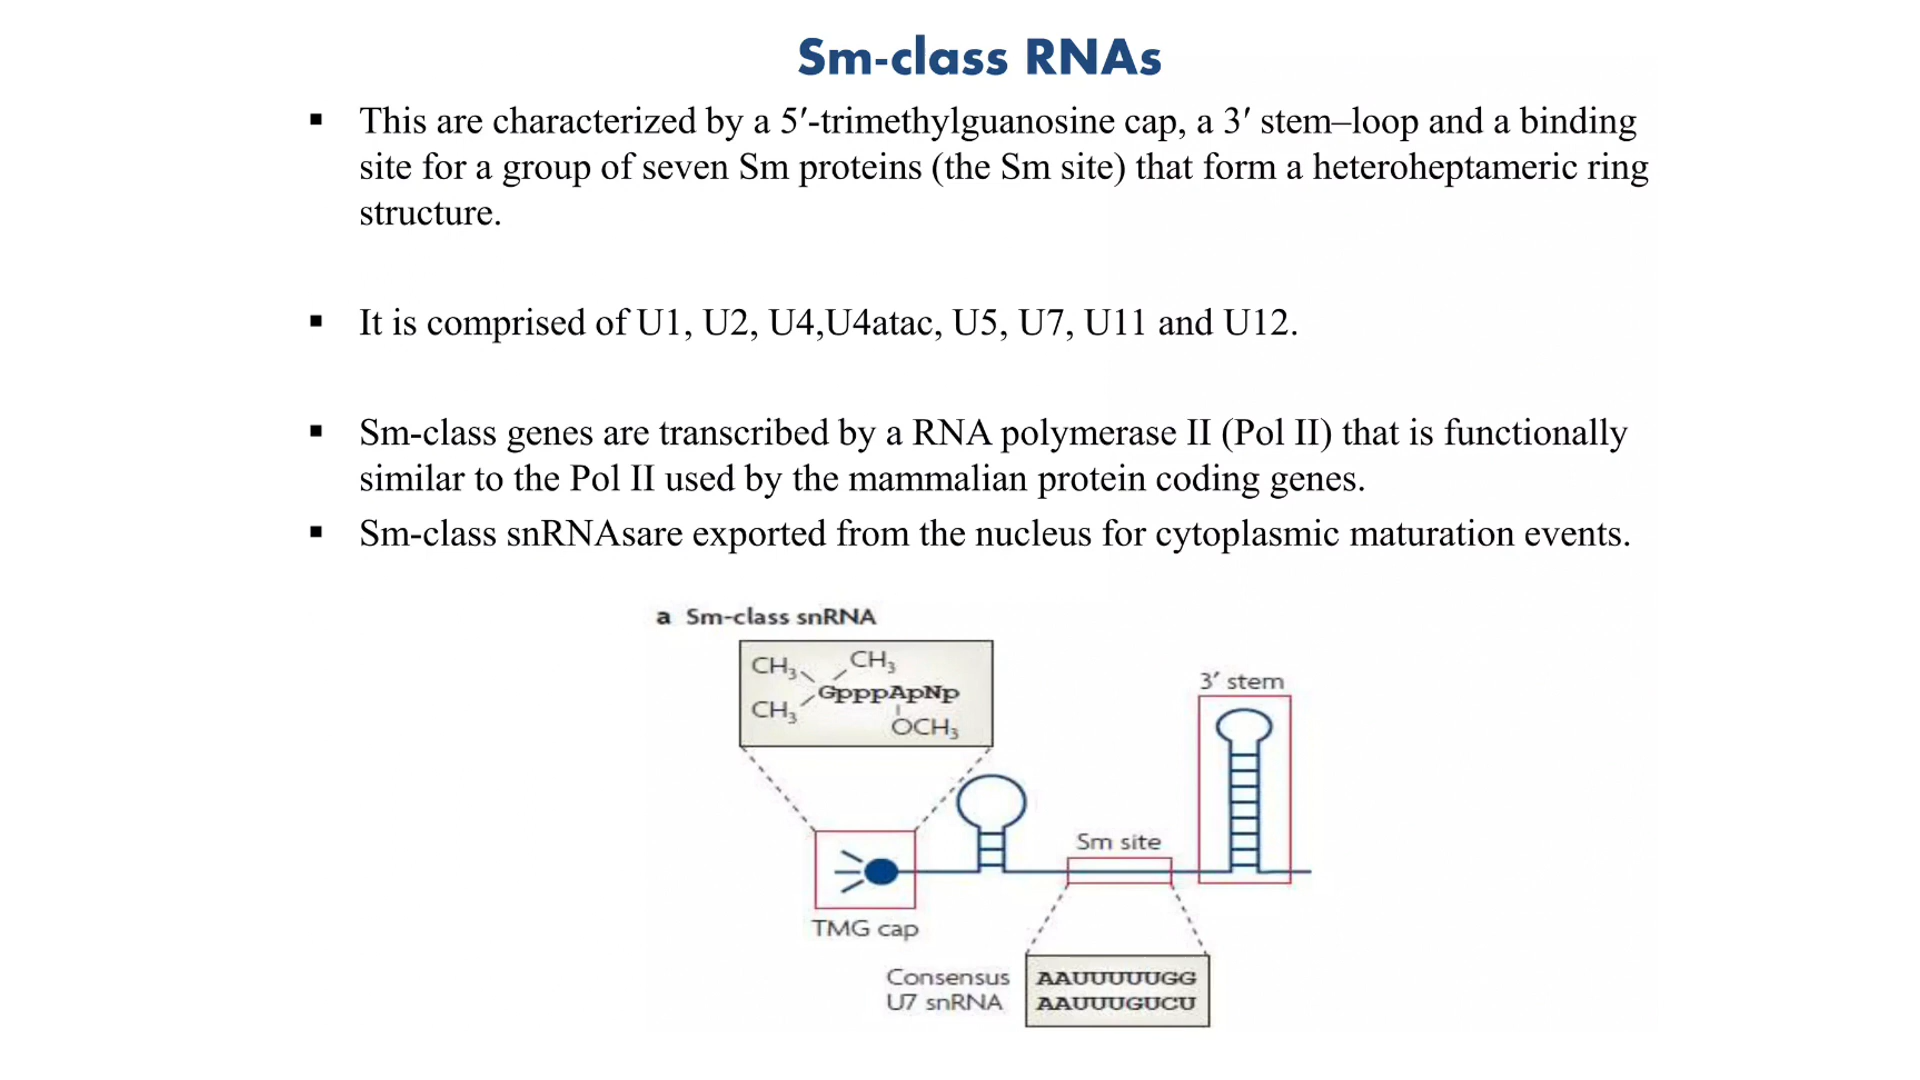 Sm-class RNAs
▪ This are characterized by a 5′-trimethylguanosine cap, a 3′ stem–loop and a binding
site for a group of seven Sm proteins (the Sm site) that form a heteroheptameric ring
structure.
▪ It is comprised of U1, U2, U4,U4atac, U5, U7, U11 and U12.
▪ Sm-class genes are transcribed by a RNA polymerase II (Pol II) that is functionally
similar to the Pol II used by the mammalian protein coding genes.
▪ Sm-class snRNAsare exported from the nucleus for cytoplasmic maturation events.
a Sm-class snRNA
CH₃ CH₃
GpppApNp
CH₃
OCH₃
3′ stem
Sm site
TMG cap
Consensus AAUUUUUGG
U7 snRNA AAUUUGUCU